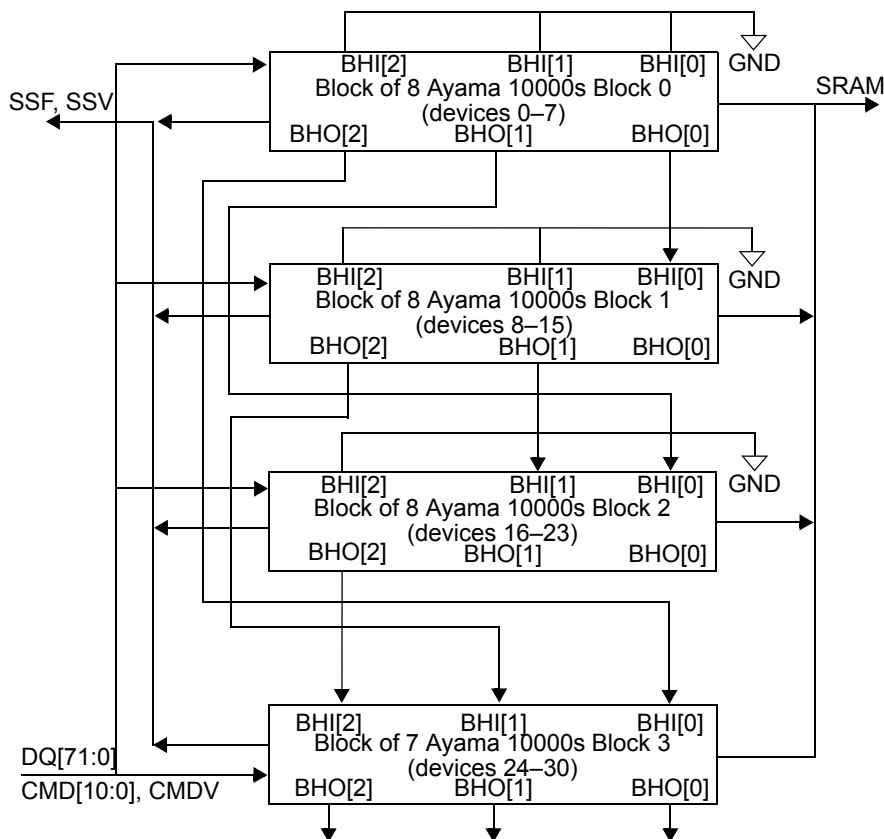 BHI[2] BHI[1] BHI[0] GND
SSF, SSV
Block of 8 Ayama 10000s Block 0
(devices 0–7)
SRAM
BHO[2] BHO[1] BHO[0]
BHI[2] BHI[1] BHI[0] GND
Block of 8 Ayama 10000s Block 1
(devices 8–15)
BHO[2] BHO[1] BHO[0]
BHI[2] BHI[1] BHI[0] GND
Block of 8 Ayama 10000s Block 2
(devices 16–23)
BHO[2] BHO[1] BHO[0]
BHI[2] BHI[1] BHI[0]
Block of 7 Ayama 10000s Block 3
(devices 24–30)
DQ[71:0]
CMD[10:0], CMDV
BHO[2] BHO[1] BHO[0]